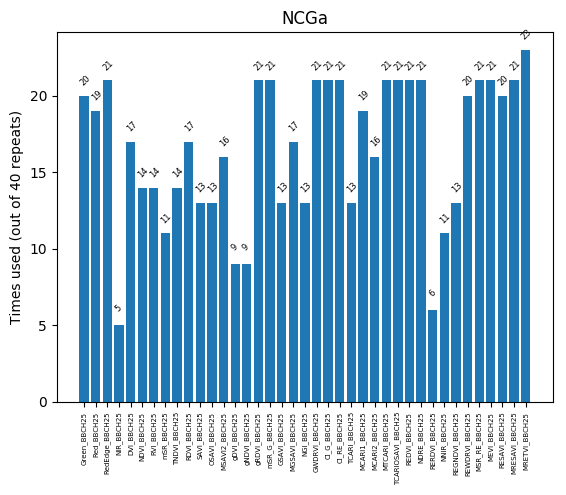 NCGa
Times used (out of 40 repeats)
20
15
10
5
0
20
19
21
5
17
14
14
11
14
17
13
13
16
9
9
21
21
13
17
13
21
21
21
13
19
16
21
21
21
21
6
11
13
20
21
21
20
21
23
Green_BBCH25
Red_BBCH25
RedEdge_BBCH25
NIR_BBCH25
DVI_BBCH25
NDVI_BBCH25
RVI_BBCH25
mSR_BBCH25
TNDVI_BBCH25
RDVI_BBCH25
SAVI_BBCH25
OSAVI_BBCH25
MSAVI2_BBCH25
gDVI_BBCH25
gNDVI_BBCH25
gRDVI_BBCH25
mSR_G_BBCH25
GSAVI_BBCH25
MGSAVI_BBCH25
NGI_BBCH25
GWDRVI_BBCH25
CI_G_BBCH25
CI_RE_BBCH25
TCARI_BBCH25
MCARI1_BBCH25
MCARI2_BBCH25
MTCARI_BBCH25
TCARIOSAVI_BBCH25
REDVI_BBCH25
NDRE_BBCH25
RERDVI_BBCH25
NNIR_BBCH25
REGNDVI_BBCH25
REWDRVI_BBCH25
MSR_RE_BBCH25
MEVI_BBCH25
RESAVI_BBCH25
MRESAVI_BBCH25
MRETVI_BBCH25